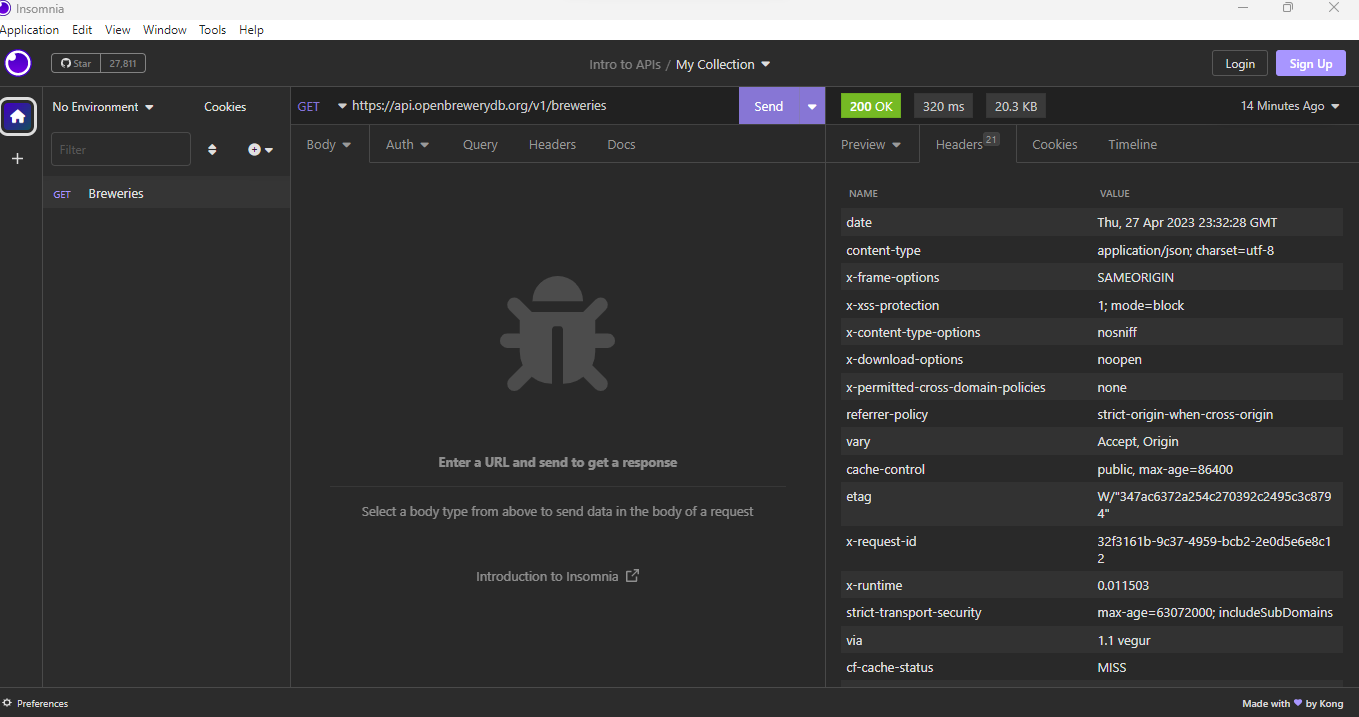 Insomnia
Application Edit View Window Tools Help
Star 27,811
Intro to APIs / My Collection
Login Sign Up
No Environment Cookies
GET https://api.openbrewerydb.org/v1/breweries Send
200 OK 320 ms 20.3 KB 14 Minutes Ago
Filter
Body Auth Query Headers Docs
Preview Headers 21 Cookies Timeline
GET Breweries
NAME VALUE
date Thu, 27 Apr 2023 23:32:28 GMT
content-type application/json; charset=utf-8
x-frame-options SAMEORIGIN
x-xss-protection 1; mode=block
x-content-type-options nosniff
x-download-options noopen
x-permitted-cross-domain-policies none
referrer-policy strict-origin-when-cross-origin
vary Accept, Origin
cache-control public, max-age=86400
etag W/"347ac6372a254c270392c2495c3c879
4"
x-request-id 32f3161b-9c37-4959-bcb2-2e0d5e6e8c1
2
x-runtime 0.011503
strict-transport-security max-age=63072000; includeSubDomains
via 1.1 vegur
cf-cache-status MISS
Enter a URL and send to get a response
Select a body type from above to send data in the body of a request
Introduction to Insomnia
Preferences
Made with by Kong